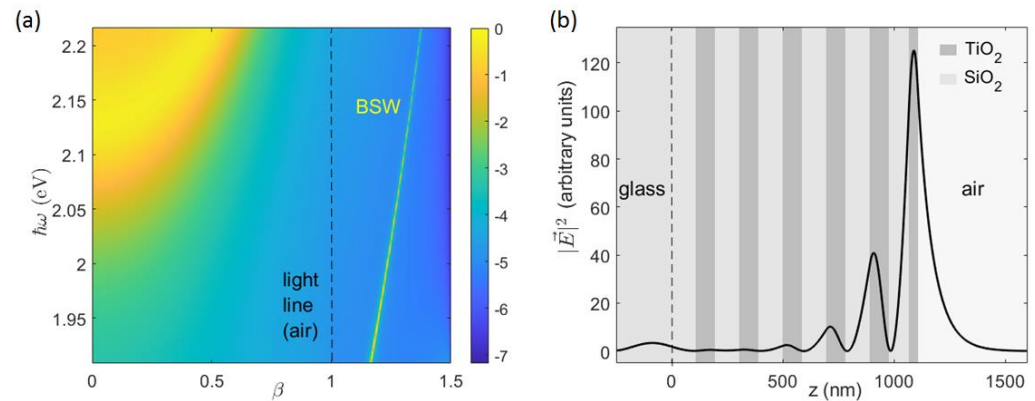 (a)
2.2
2.15
2.1
2.05
2
1.95
ħω (eV)
BSW
light
line
(air)
0
0.5
1
1.5
β
0
-1
-2
-3
-4
-5
-6
-7
(b)
120
100
80
60
40
20
0
|E⃗|² (arbitrary units)
TiO₂
SiO₂
glass
air
0
500
1000
1500
z (nm)